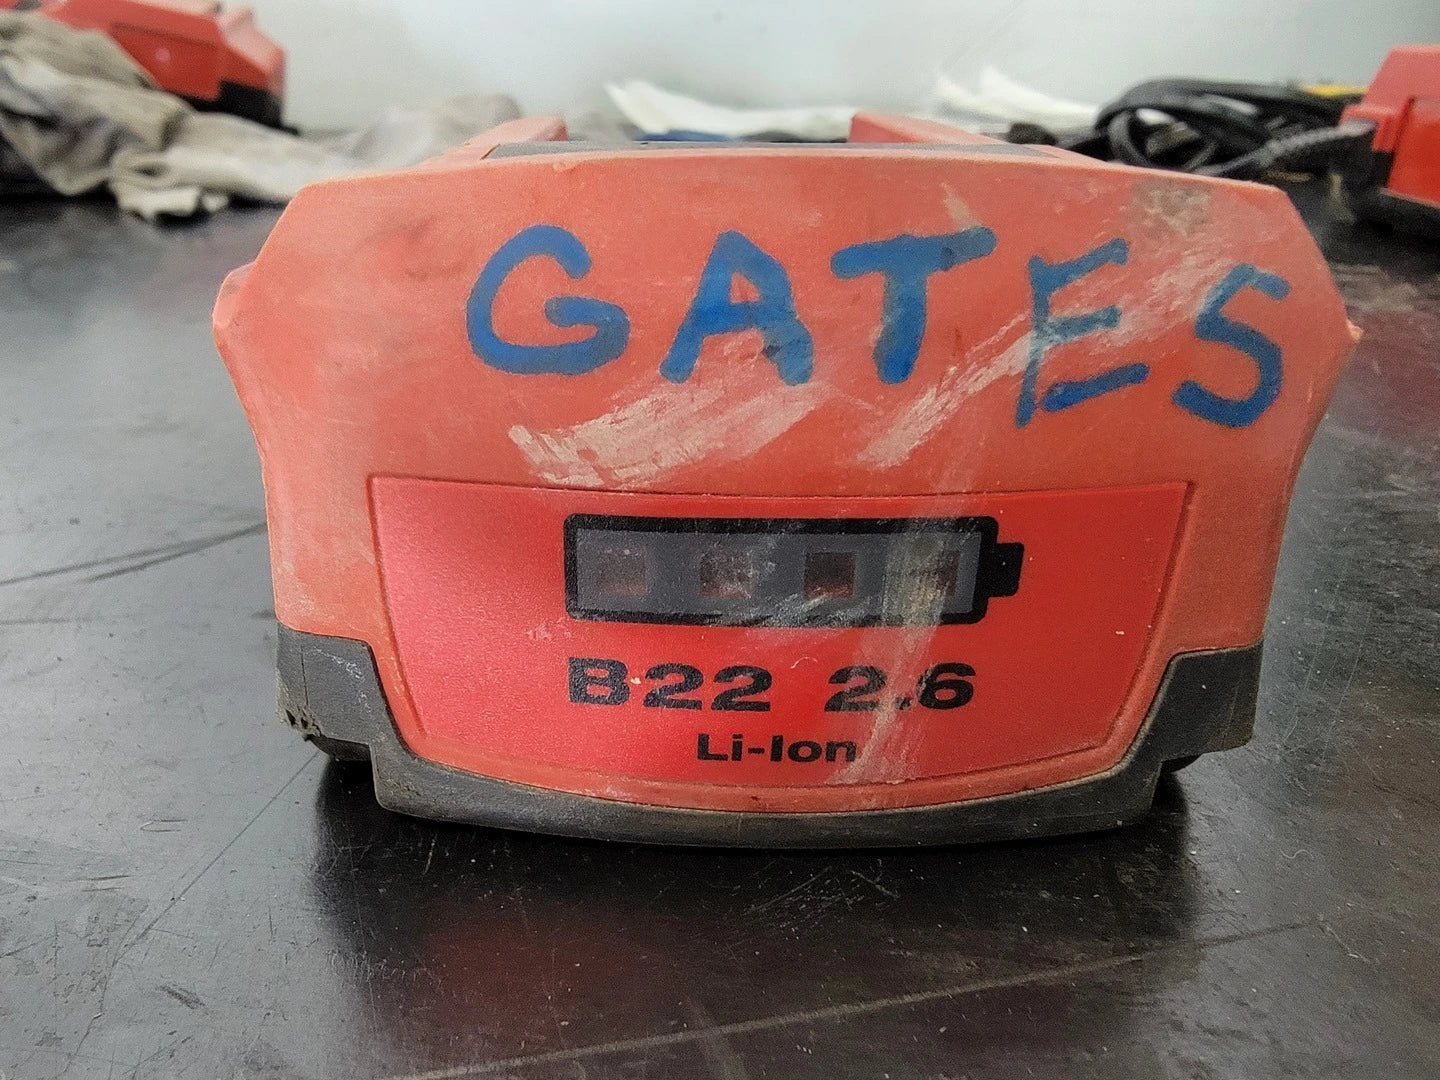 GATES
B22 2.6
Li-Ion